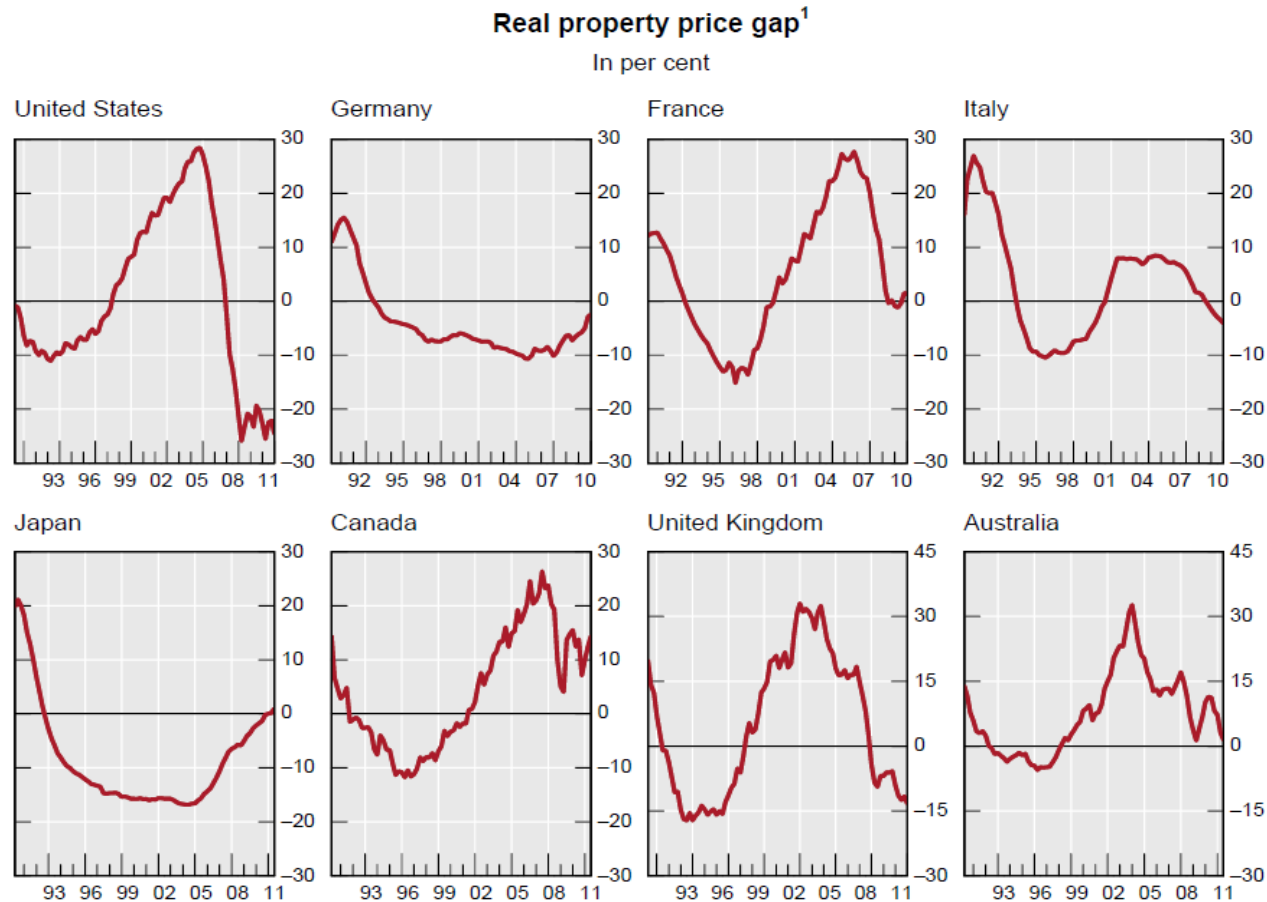 Real property price gap¹
In per cent
United States Germany France Italy
30 30 30 30
20 20 20 20
10 10 10 10
0 0 0 0
–10 –10 –10 –10
–20 –20 –20 –20
–30 –30 –30 –30
93 96 99 02 05 08 11 92 95 98 01 04 07 10 92 95 98 01 04 07 10 92 95 98 01 04 07 10
Japan Canada United Kingdom Australia
30 30 45 45
20 20 30 30
10 10 15 15
0 0 0 0
–10 –10 –15 –15
–20 –20
–30 –30 –30 –30
93 96 99 02 05 08 11 93 96 99 02 05 08 11 93 96 99 02 05 08 11 93 96 99 02 05 08 11